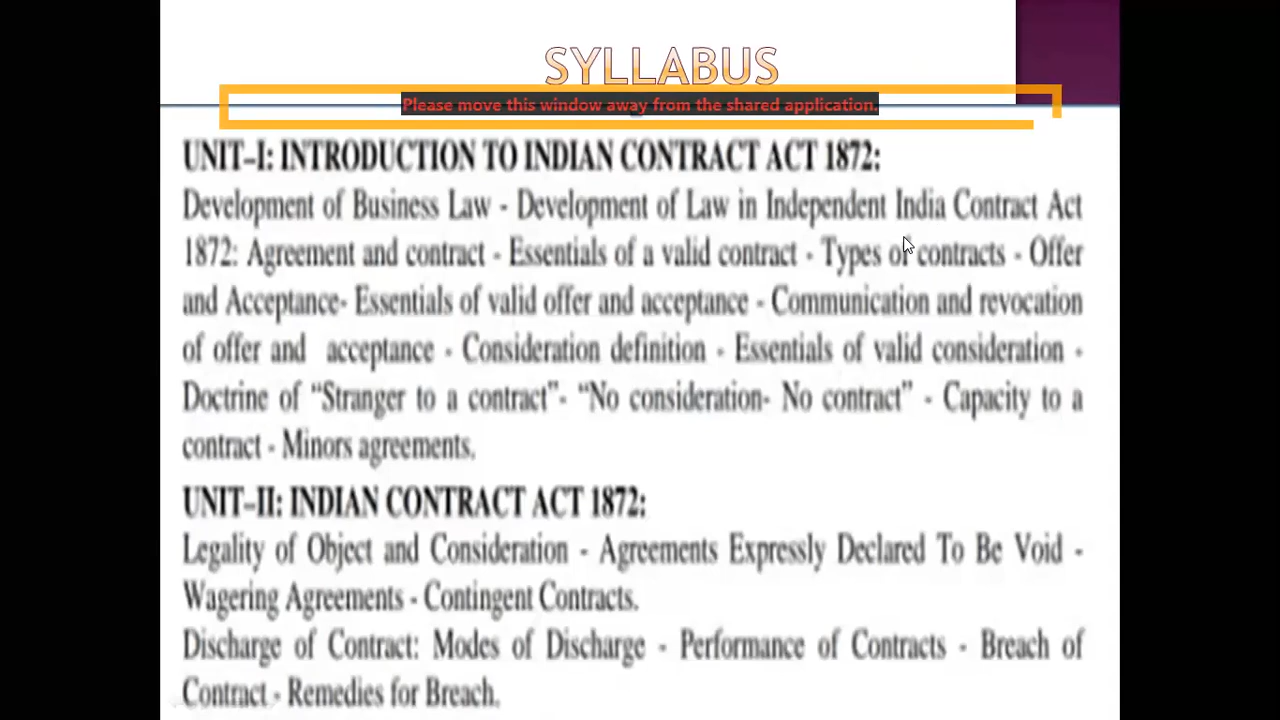 SYLLABUS
Please move this window away from the shared application.
UNIT–I: INTRODUCTION TO INDIAN CONTRACT ACT 1872:
Development of Business Law - Development of Law in Independent India Contract Act
1872: Agreement and contract - Essentials of a valid contract - Types of contracts - Offer
and Acceptance- Essentials of valid offer and acceptance - Communication and revocation
of offer and acceptance - Consideration definition - Essentials of valid consideration -
Doctrine of “Stranger to a contract”- “No consideration- No contract” - Capacity to a
contract - Minors agreements.
UNIT–II: INDIAN CONTRACT ACT 1872:
Legality of Object and Consideration - Agreements Expressly Declared To Be Void -
Wagering Agreements - Contingent Contracts.
Discharge of Contract: Modes of Discharge - Performance of Contracts - Breach of
Contract - Remedies for Breach.